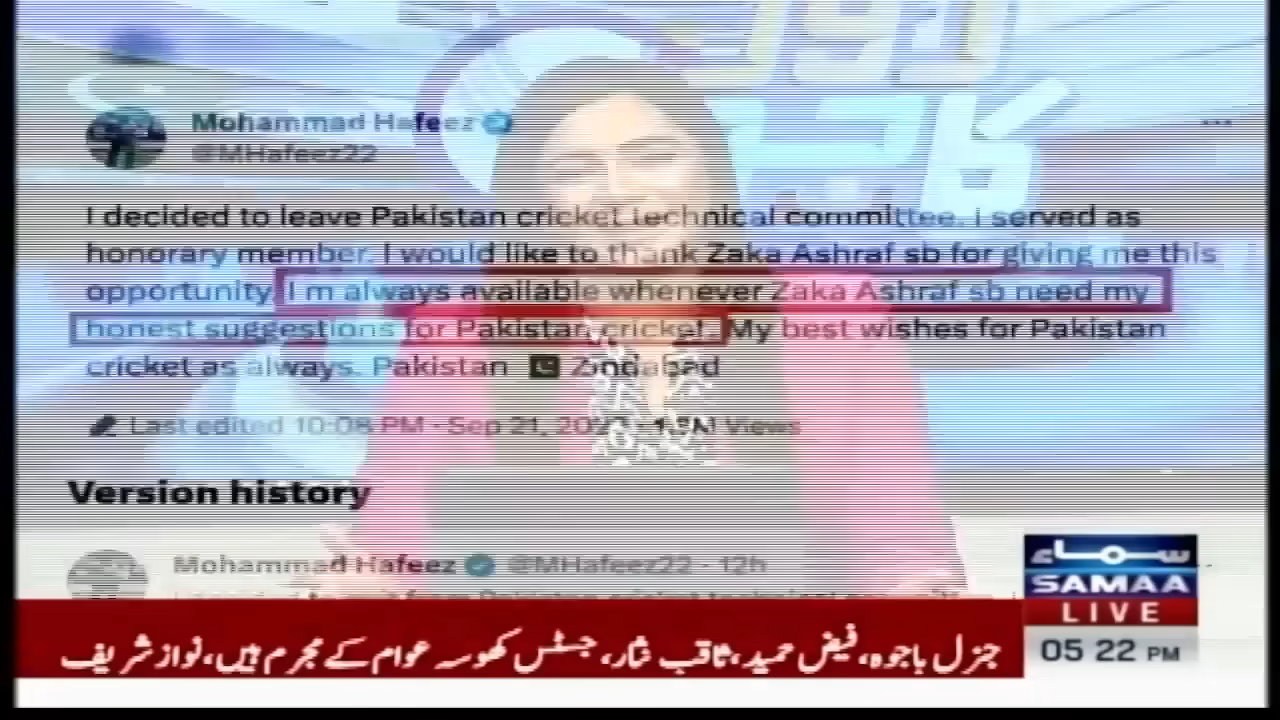 Mohammad Hafeez
@MHafeez22
I decided to leave Pakistan cricket technical committee. I served as
honorary member. I would like to thank Zaka Ashraf sb for giving me this
opportunity. I m always available whenever Zaka Ashraf sb need my
honest suggestions for Pakistan cricket. My best wishes for Pakistan
cricket as always. Pakistan Zindabad
Last edited 10:08 PM · Sep 21, Views
Version history
Mohammad Hafeez @MHafeez22 · 12h
سماء
SAMAA
LIVE
05 22 PM
جنرل باجوہ، فیض حمید، ثاقب نثار، جسٹس کھوسہ عوام کے مجرم ہیں، نواز شریف